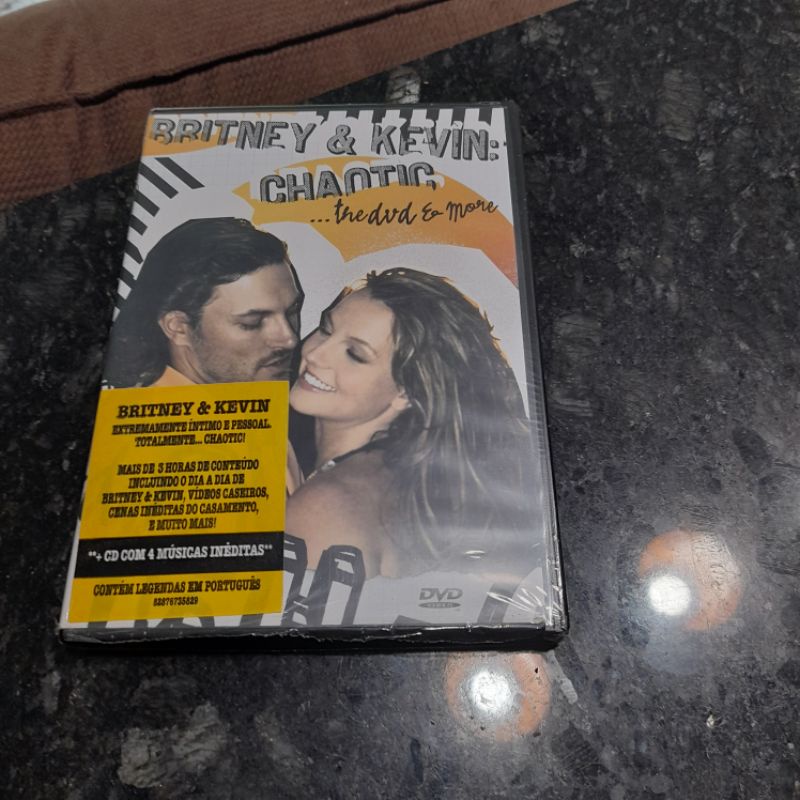 BRITNEY & KEVIN:
CHAOTIC
...the dvd & more
BRITNEY & KEVIN
EXTREMAMENTE ÍNTIMO E PESSOAL.
TOTALMENTE... CHAOTIC!
MAIS DE 3 HORAS DE CONTEÚDO
INCLUINDO O DIA A DIA DE
BRITNEY & KEVIN, VÍDEOS CASEIROS,
CENAS INÉDITAS DO CASAMENTO,
E MUITO MAIS!
**+ CD COM 4 MÚSICAS INÉDITAS**
CONTÉM LEGENDAS EM PORTUGUÊS
82876735629
DVD
VIDEO